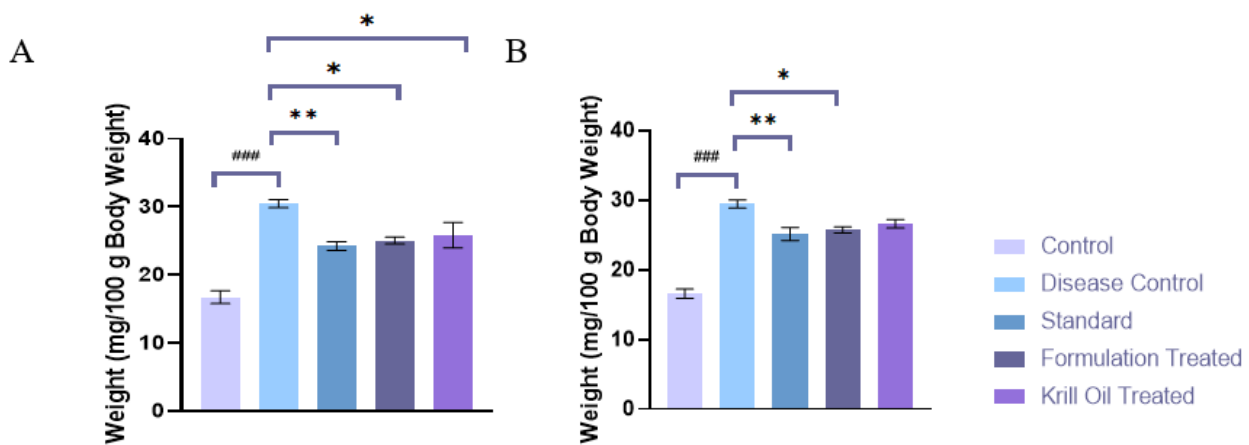 A
B
*
*
**
###
Weight (mg/100 g Body Weight)
40
30
20
10
0
*
**
###
Weight (mg/100 g Body Weight)
40
30
20
10
0
Control
Disease Control
Standard
Formulation Treated
Krill Oil Treated